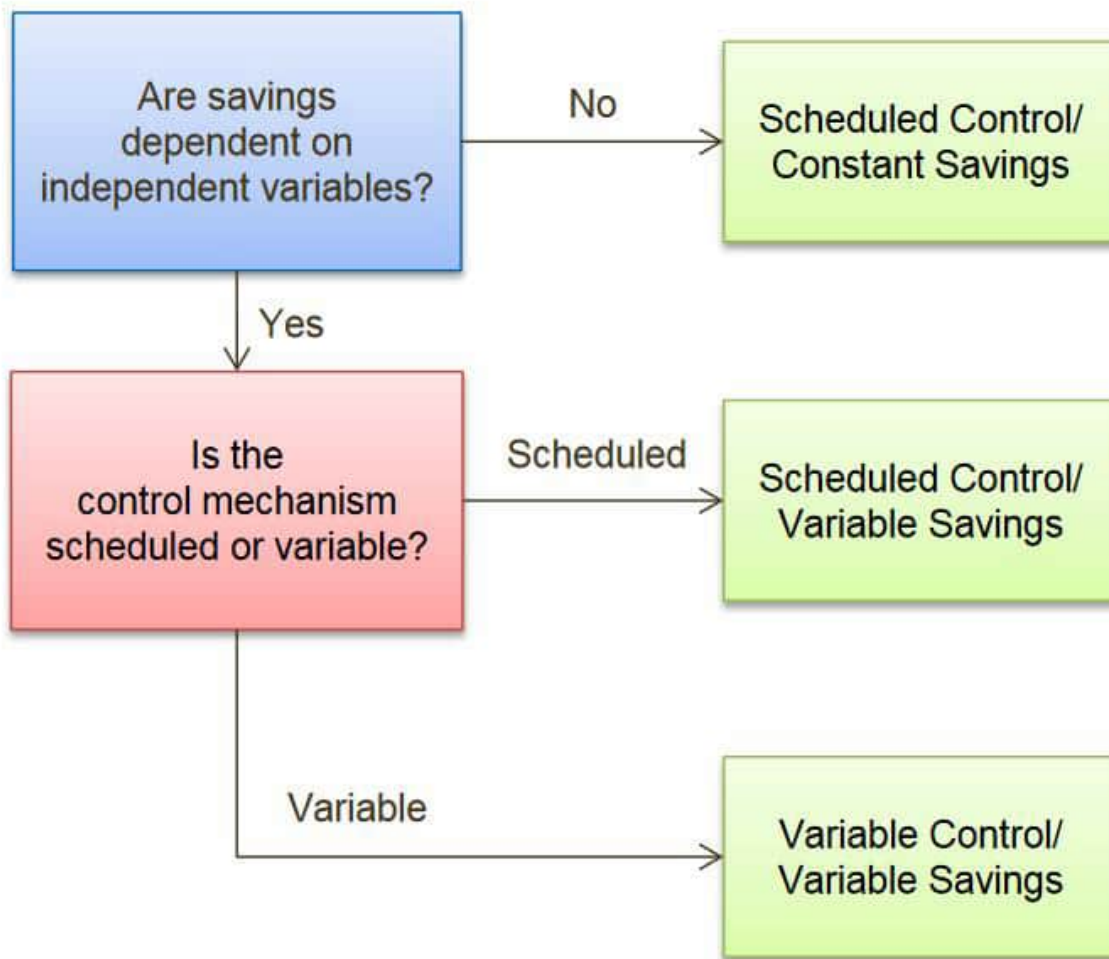 Are savings
dependent on
independent variables?
No
Scheduled Control/
Constant Savings
Yes
Is the
control mechanism
scheduled or variable?
Scheduled
Scheduled Control/
Variable Savings
Variable
Variable Control/
Variable Savings